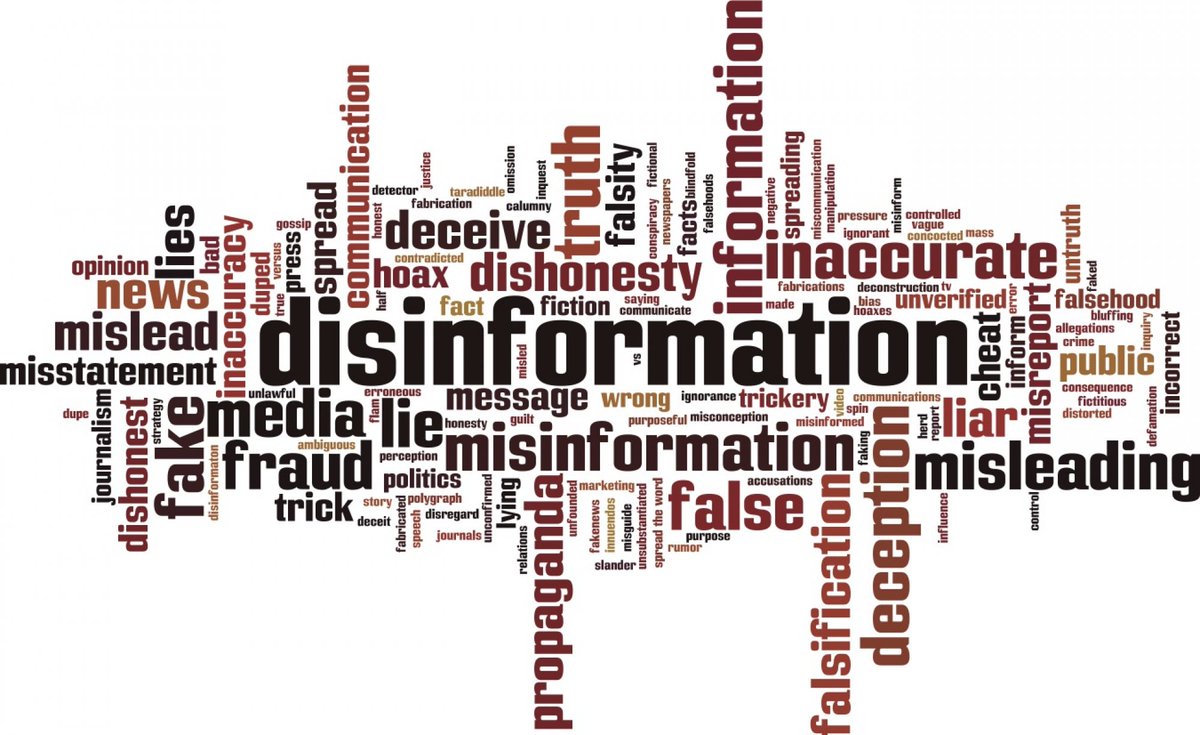 information
communication
truth
justice
omission
inquest
falsity
fictional
blindfold
spreading
miscommunication
manipulation
negative
misinform
detector
taradiddle
fabrication
calumny
honest
conspiracy
newspapers
facts
falsehoods
pressure
controlled
vague
ignorant
concocted
mass
untruth
lies
bad
gossip
spread
deceive
opinion
inaccuracy
duped
versus
press
contradicted
hoax
dishonesty
inaccurate
faked
news
true
half
fact
fiction
saying
communicate
made
fabrications
deconstruction
tv
bias
hoaxes
unverified
error
falsehood
bluffing
mislead
disinformation
misled
vs
cheat
inform
misreport
allegations
crime
inquiry
public
incorrect
misstatement
unlawful
erroneous
message
wrong
ignorance
trickery
video
communications
consequence
fictitious
distorted
defamation
dupe
journalism
dishonest
strategy
fake
media
flam
lie
honesty
guilt
purposeful
misconception
misinformed
spin
herd
report
liar
disinformaton
ambiguous
fraud
perception
misinformation
faking
deception
misleading
trick
politics
story
polygraph
deceit
fabricated
speech
disregard
journals
unconfirmed
lying
relations
propaganda
unfounded
marketing
fakenews
innuendos
misguide
unsubstantiated
spread the word
slander
false
accusations
purpose
rumor
falsification
influence
control